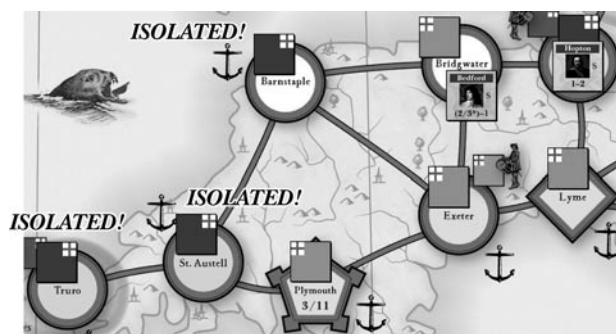 ISOLATED!
Barnstaple
Bridgwater
Bedford
S
(2/3*)–1
Hopton
S
1–2
ISOLATED!
ISOLATED!
Truro
St. Austell
Plymouth
3/11
Exeter
Lyme